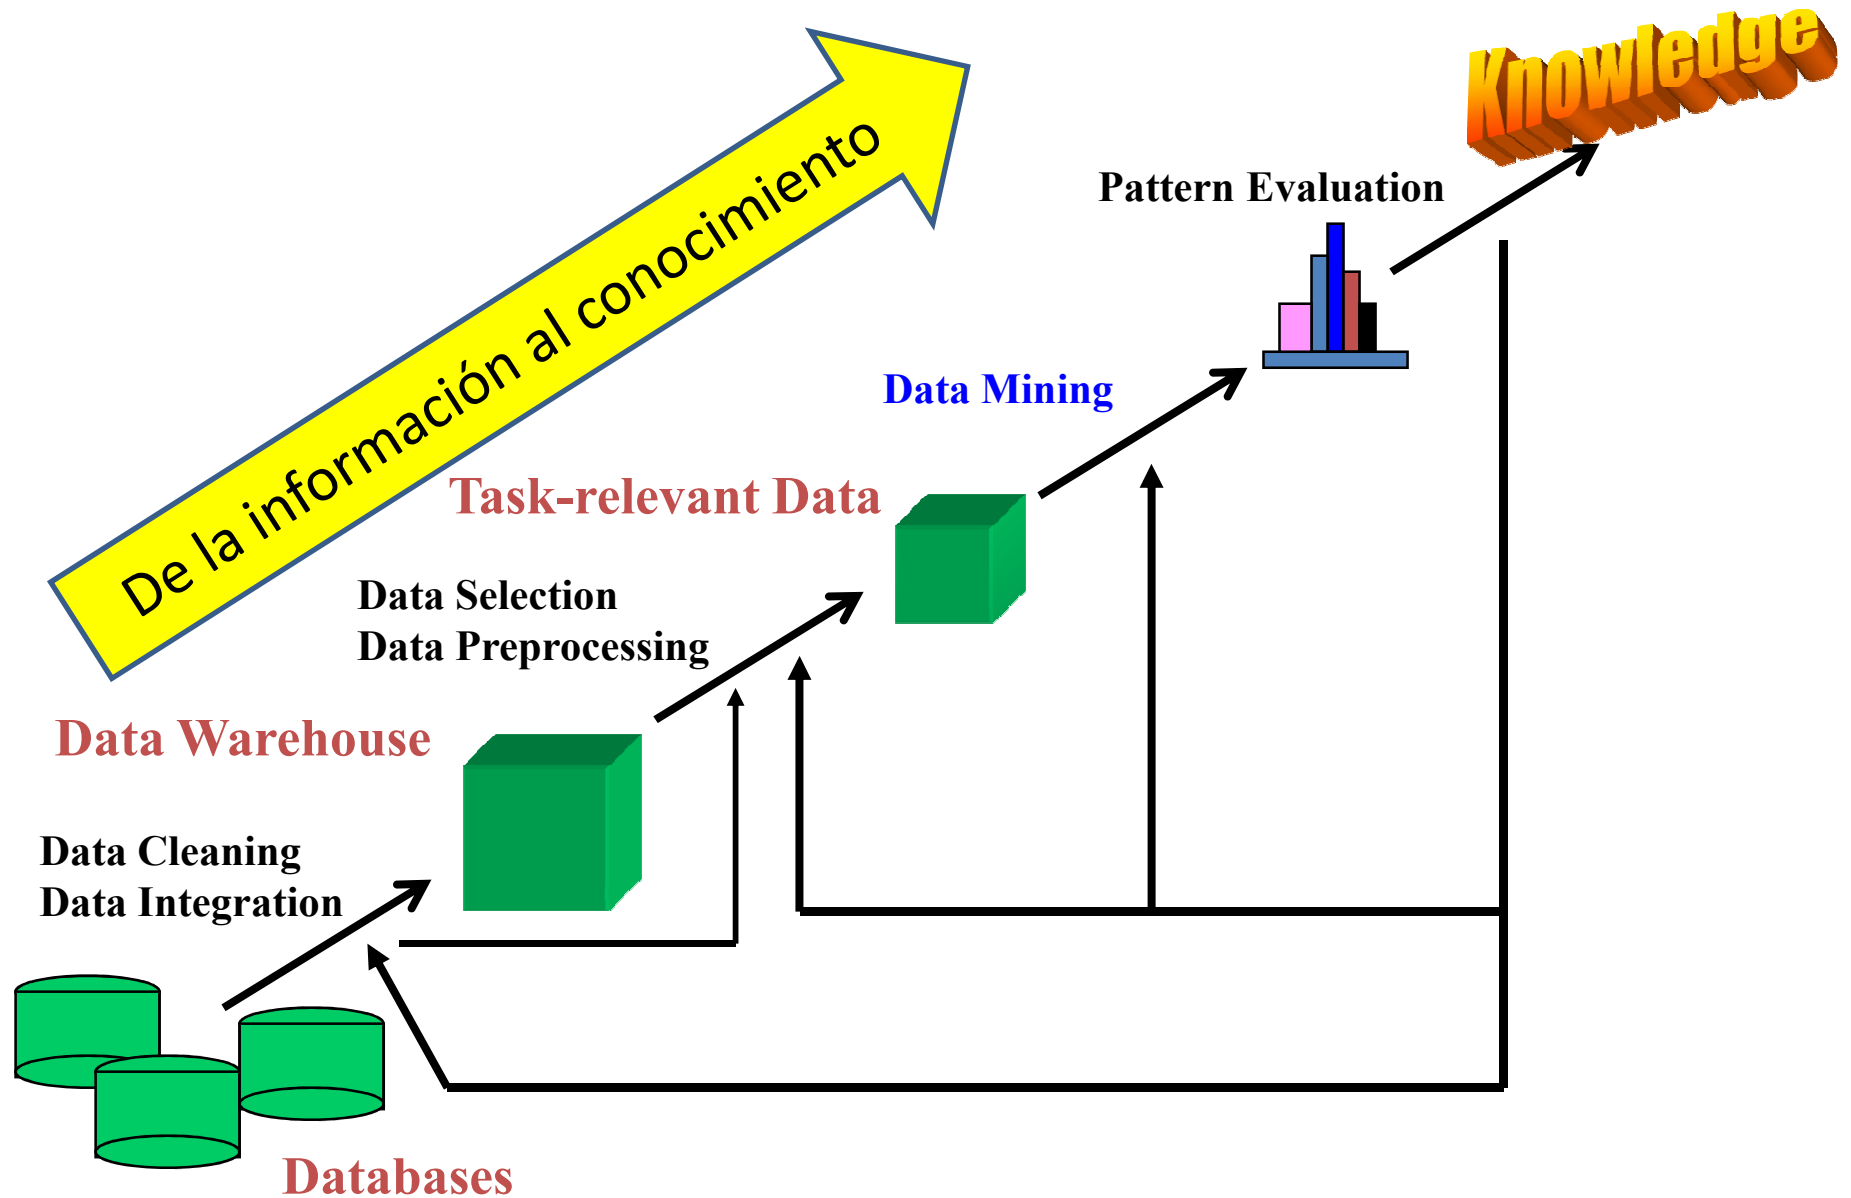 Knowledge
De la información al conocimiento
Pattern Evaluation
Data Mining
Task-relevant Data
Data Selection
Data Preprocessing
Data Warehouse
Data Cleaning
Data Integration
Databases